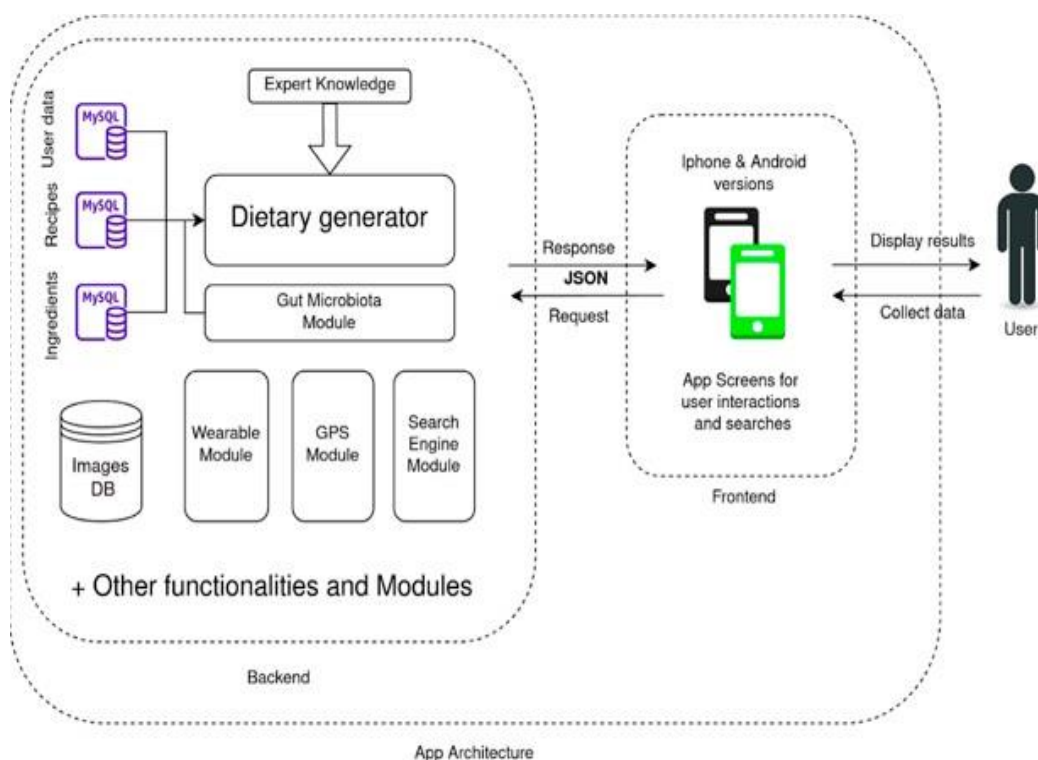 Expert Knowledge
User data
MySQL
Recipes
MySQL
Ingredients
MySQL
Dietary generator
Gut Microbiota
Module
Images
DB
Wearable
Module
GPS
Module
Search
Engine
Module
+ Other functionalities and Modules
Backend
Response
JSON
Request
Iphone & Android
versions
App Screens for
user interactions
and searches
Frontend
Display results
Collect data
User
App Architecture